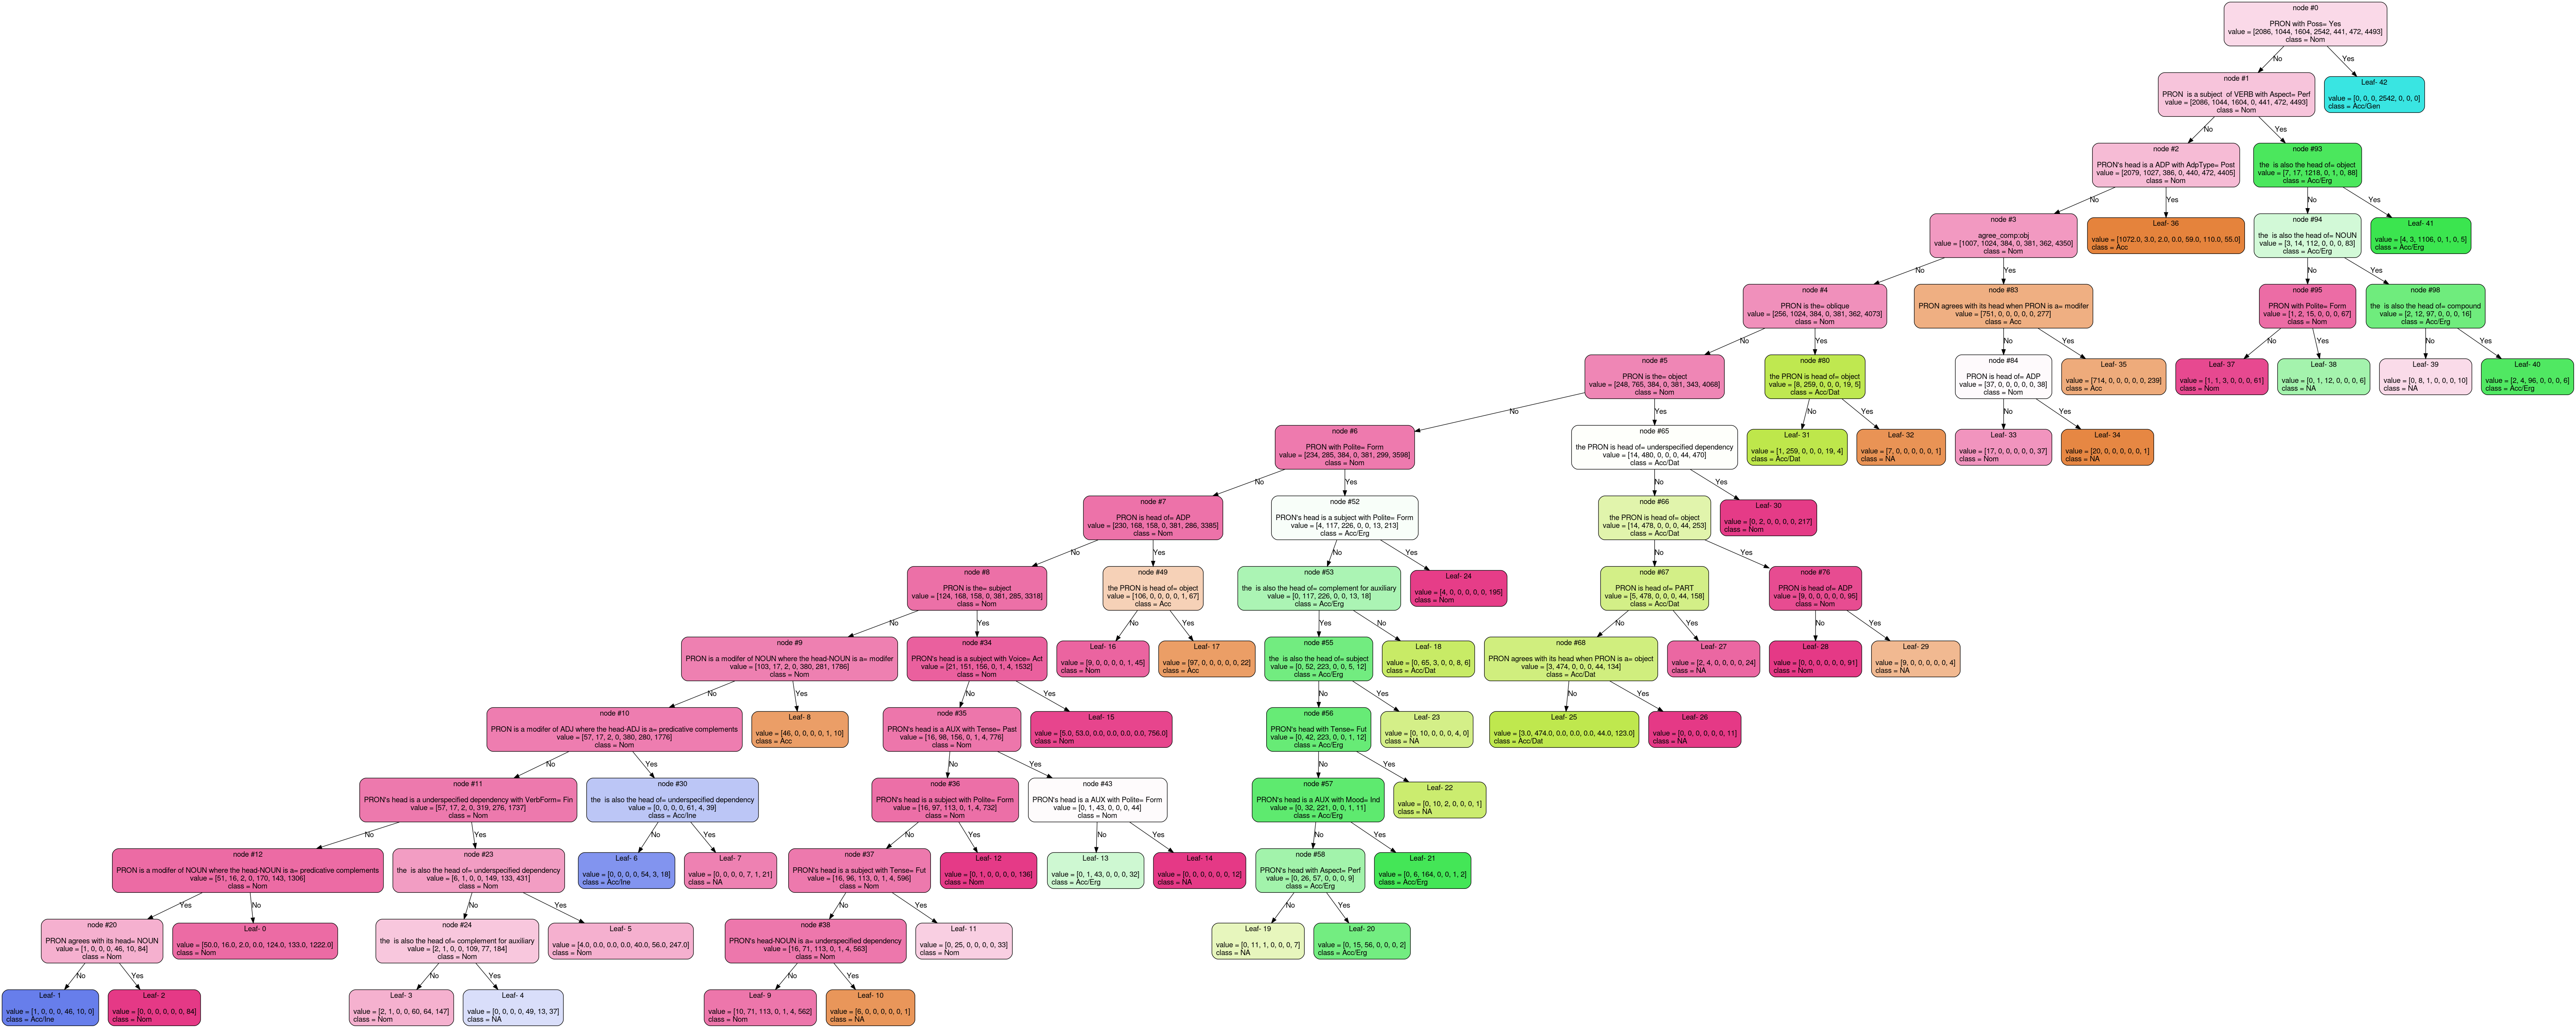 node #0
PRON with Poss= Yes
value = [2086, 1044, 1604, 2542, 441, 472, 4493]
class = Nom
No
Yes
node #1
PRON  is a subject  of VERB with Aspect= Perf
value = [2086, 1044, 1604, 0, 441, 472, 4493]
class = Nom
Leaf- 42
value = [0, 0, 0, 2542, 0, 0, 0]
class = Acc/Gen
No
Yes
node #2
PRON's head is a ADP with AdpType= Post
value = [2079, 1027, 386, 0, 440, 472, 4405]
class = Nom
node #93
the  is also the head of= object
value = [7, 17, 1218, 0, 1, 0, 88]
class = Acc/Erg
No
Yes
No
Yes
node #3
agree_comp:obj
value = [1007, 1024, 384, 0, 381, 362, 4350]
class = Nom
Leaf- 36
value = [1072.0, 3.0, 2.0, 0.0, 59.0, 110.0, 55.0]
class = Acc
node #94
the  is also the head of= NOUN
value = [3, 14, 112, 0, 0, 0, 83]
class = Acc/Erg
Leaf- 41
value = [4, 3, 1106, 0, 1, 0, 5]
class = Acc/Erg
No
Yes
No
Yes
node #4
PRON is the= oblique
value = [256, 1024, 384, 0, 381, 362, 4073]
class = Nom
node #83
PRON agrees with its head when PRON is a= modifer
value = [751, 0, 0, 0, 0, 0, 277]
class = Acc
node #95
PRON with Polite= Form
value = [1, 2, 15, 0, 0, 0, 67]
class = Nom
node #98
the  is also the head of= compound
value = [2, 12, 97, 0, 0, 0, 16]
class = Acc/Erg
No
Yes
No
Yes
No
Yes
No
Yes
node #5
PRON is the= object
value = [248, 765, 384, 0, 381, 343, 4068]
class = Nom
node #80
the PRON is head of= object
value = [8, 259, 0, 0, 0, 19, 5]
class = Acc/Dat
node #84
PRON is head of= ADP
value = [37, 0, 0, 0, 0, 0, 38]
class = Nom
Leaf- 35
value = [714, 0, 0, 0, 0, 0, 239]
class = Acc
Leaf- 37
value = [1, 1, 3, 0, 0, 0, 61]
class = Nom
Leaf- 38
value = [0, 1, 12, 0, 0, 0, 6]
class = NA
Leaf- 39
value = [0, 8, 1, 0, 0, 0, 10]
class = NA
Leaf- 40
value = [2, 4, 96, 0, 0, 0, 6]
class = Acc/Erg
No
Yes
No
Yes
No
Yes
node #6
PRON with Polite= Form
value = [234, 285, 384, 0, 381, 299, 3598]
class = Nom
node #65
the PRON is head of= underspecified dependency
value = [14, 480, 0, 0, 0, 44, 470]
class = Acc/Dat
Leaf- 31
value = [1, 259, 0, 0, 0, 19, 4]
class = Acc/Dat
Leaf- 32
value = [7, 0, 0, 0, 0, 0, 1]
class = NA
Leaf- 33
value = [17, 0, 0, 0, 0, 0, 37]
class = Nom
Leaf- 34
value = [20, 0, 0, 0, 0, 0, 1]
class = NA
No
Yes
No
Yes
node #7
PRON is head of= ADP
value = [230, 168, 158, 0, 381, 286, 3385]
class = Nom
node #52
PRON's head is a subject with Polite= Form
value = [4, 117, 226, 0, 0, 13, 213]
class = Acc/Erg
node #66
the PRON is head of= object
value = [14, 478, 0, 0, 0, 44, 253]
class = Acc/Dat
Leaf- 30
value = [0, 2, 0, 0, 0, 0, 217]
class = Nom
No
Yes
No
Yes
No
Yes
node #8
PRON is the= subject
value = [124, 168, 158, 0, 381, 285, 3318]
class = Nom
node #49
the PRON is head of= object
value = [106, 0, 0, 0, 0, 1, 67]
class = Acc
node #53
the  is also the head of= complement for auxiliary
value = [0, 117, 226, 0, 0, 13, 18]
class = Acc/Erg
Leaf- 24
value = [4, 0, 0, 0, 0, 0, 195]
class = Nom
node #67
PRON is head of= PART
value = [5, 478, 0, 0, 0, 44, 158]
class = Acc/Dat
node #76
PRON is head of= ADP
value = [9, 0, 0, 0, 0, 0, 95]
class = Nom
No
Yes
No
Yes
Yes
No
No
Yes
No
Yes
node #9
PRON is a modifer of NOUN where the head-NOUN is a= modifer
value = [103, 17, 2, 0, 380, 281, 1786]
class = Nom
node #34
PRON's head is a subject with Voice= Act
value = [21, 151, 156, 0, 1, 4, 1532]
class = Nom
Leaf- 16
value = [9, 0, 0, 0, 0, 1, 45]
class = Nom
Leaf- 17
value = [97, 0, 0, 0, 0, 0, 22]
class = Acc
node #55
the  is also the head of= subject
value = [0, 52, 223, 0, 0, 5, 12]
class = Acc/Erg
Leaf- 18
value = [0, 65, 3, 0, 0, 8, 6]
class = Acc/Dat
node #68
PRON agrees with its head when PRON is a= object
value = [3, 474, 0, 0, 0, 44, 134]
class = Acc/Dat
Leaf- 27
value = [2, 4, 0, 0, 0, 0, 24]
class = NA
Leaf- 28
value = [0, 0, 0, 0, 0, 0, 91]
class = Nom
Leaf- 29
value = [9, 0, 0, 0, 0, 0, 4]
class = NA
No
Yes
No
Yes
No
Yes
No
Yes
node #10
PRON is a modifer of ADJ where the head-ADJ is a= predicative complements
value = [57, 17, 2, 0, 380, 280, 1776]
class = Nom
Leaf- 8
value = [46, 0, 0, 0, 0, 1, 10]
class = Acc
node #35
PRON's head is a AUX with Tense= Past
value = [16, 98, 156, 0, 1, 4, 776]
class = Nom
Leaf- 15
value = [5.0, 53.0, 0.0, 0.0, 0.0, 0.0, 756.0]
class = Nom
node #56
PRON's head with Tense= Fut
value = [0, 42, 223, 0, 0, 1, 12]
class = Acc/Erg
Leaf- 23
value = [0, 10, 0, 0, 0, 4, 0]
class = NA
Leaf- 25
value = [3.0, 474.0, 0.0, 0.0, 0.0, 44.0, 123.0]
class = Acc/Dat
Leaf- 26
value = [0, 0, 0, 0, 0, 0, 11]
class = NA
No
Yes
No
Yes
No
Yes
node #11
PRON's head is a underspecified dependency with VerbForm= Fin
value = [57, 17, 2, 0, 319, 276, 1737]
class = Nom
node #30
the  is also the head of= underspecified dependency
value = [0, 0, 0, 0, 61, 4, 39]
class = Acc/Ine
node #36
PRON's head is a subject with Polite= Form
value = [16, 97, 113, 0, 1, 4, 732]
class = Nom
node #43
PRON's head is a AUX with Polite= Form
value = [0, 1, 43, 0, 0, 0, 44]
class = Nom
node #57
PRON's head is a AUX with Mood= Ind
value = [0, 32, 221, 0, 0, 1, 11]
class = Acc/Erg
Leaf- 22
value = [0, 10, 2, 0, 0, 0, 1]
class = NA
No
Yes
No
Yes
No
Yes
No
Yes
No
Yes
node #12
PRON is a modifer of NOUN where the head-NOUN is a= predicative complements
value = [51, 16, 2, 0, 170, 143, 1306]
class = Nom
node #23
the  is also the head of= underspecified dependency
value = [6, 1, 0, 0, 149, 133, 431]
class = Nom
Leaf- 6
value = [0, 0, 0, 0, 54, 3, 18]
class = Acc/Ine
Leaf- 7
value = [0, 0, 0, 0, 7, 1, 21]
class = NA
node #37
PRON's head is a subject with Tense= Fut
value = [16, 96, 113, 0, 1, 4, 596]
class = Nom
Leaf- 12
value = [0, 1, 0, 0, 0, 0, 136]
class = Nom
Leaf- 13
value = [0, 1, 43, 0, 0, 0, 32]
class = Acc/Erg
Leaf- 14
value = [0, 0, 0, 0, 0, 0, 12]
class = NA
node #58
PRON's head with Aspect= Perf
value = [0, 26, 57, 0, 0, 0, 9]
class = Acc/Erg
Leaf- 21
value = [0, 6, 164, 0, 0, 1, 2]
class = Acc/Erg
Yes
No
No
Yes
No
Yes
No
Yes
node #20
PRON agrees with its head= NOUN
value = [1, 0, 0, 0, 46, 10, 84]
class = Nom
Leaf- 0
value = [50.0, 16.0, 2.0, 0.0, 124.0, 133.0, 1222.0]
class = Nom
node #24
the  is also the head of= complement for auxiliary
value = [2, 1, 0, 0, 109, 77, 184]
class = Nom
Leaf- 5
value = [4.0, 0.0, 0.0, 0.0, 40.0, 56.0, 247.0]
class = Nom
node #38
PRON's head-NOUN is a= underspecified dependency
value = [16, 71, 113, 0, 1, 4, 563]
class = Nom
Leaf- 11
value = [0, 25, 0, 0, 0, 0, 33]
class = Nom
Leaf- 19
value = [0, 11, 1, 0, 0, 0, 7]
class = NA
Leaf- 20
value = [0, 15, 56, 0, 0, 0, 2]
class = Acc/Erg
No
Yes
No
Yes
No
Yes
Leaf- 1
value = [1, 0, 0, 0, 46, 10, 0]
class = Acc/Ine
Leaf- 2
value = [0, 0, 0, 0, 0, 0, 84]
class = Nom
Leaf- 3
value = [2, 1, 0, 0, 60, 64, 147]
class = Nom
Leaf- 4
value = [0, 0, 0, 0, 49, 13, 37]
class = NA
Leaf- 9
value = [10, 71, 113, 0, 1, 4, 562]
class = Nom
Leaf- 10
value = [6, 0, 0, 0, 0, 0, 1]
class = NA